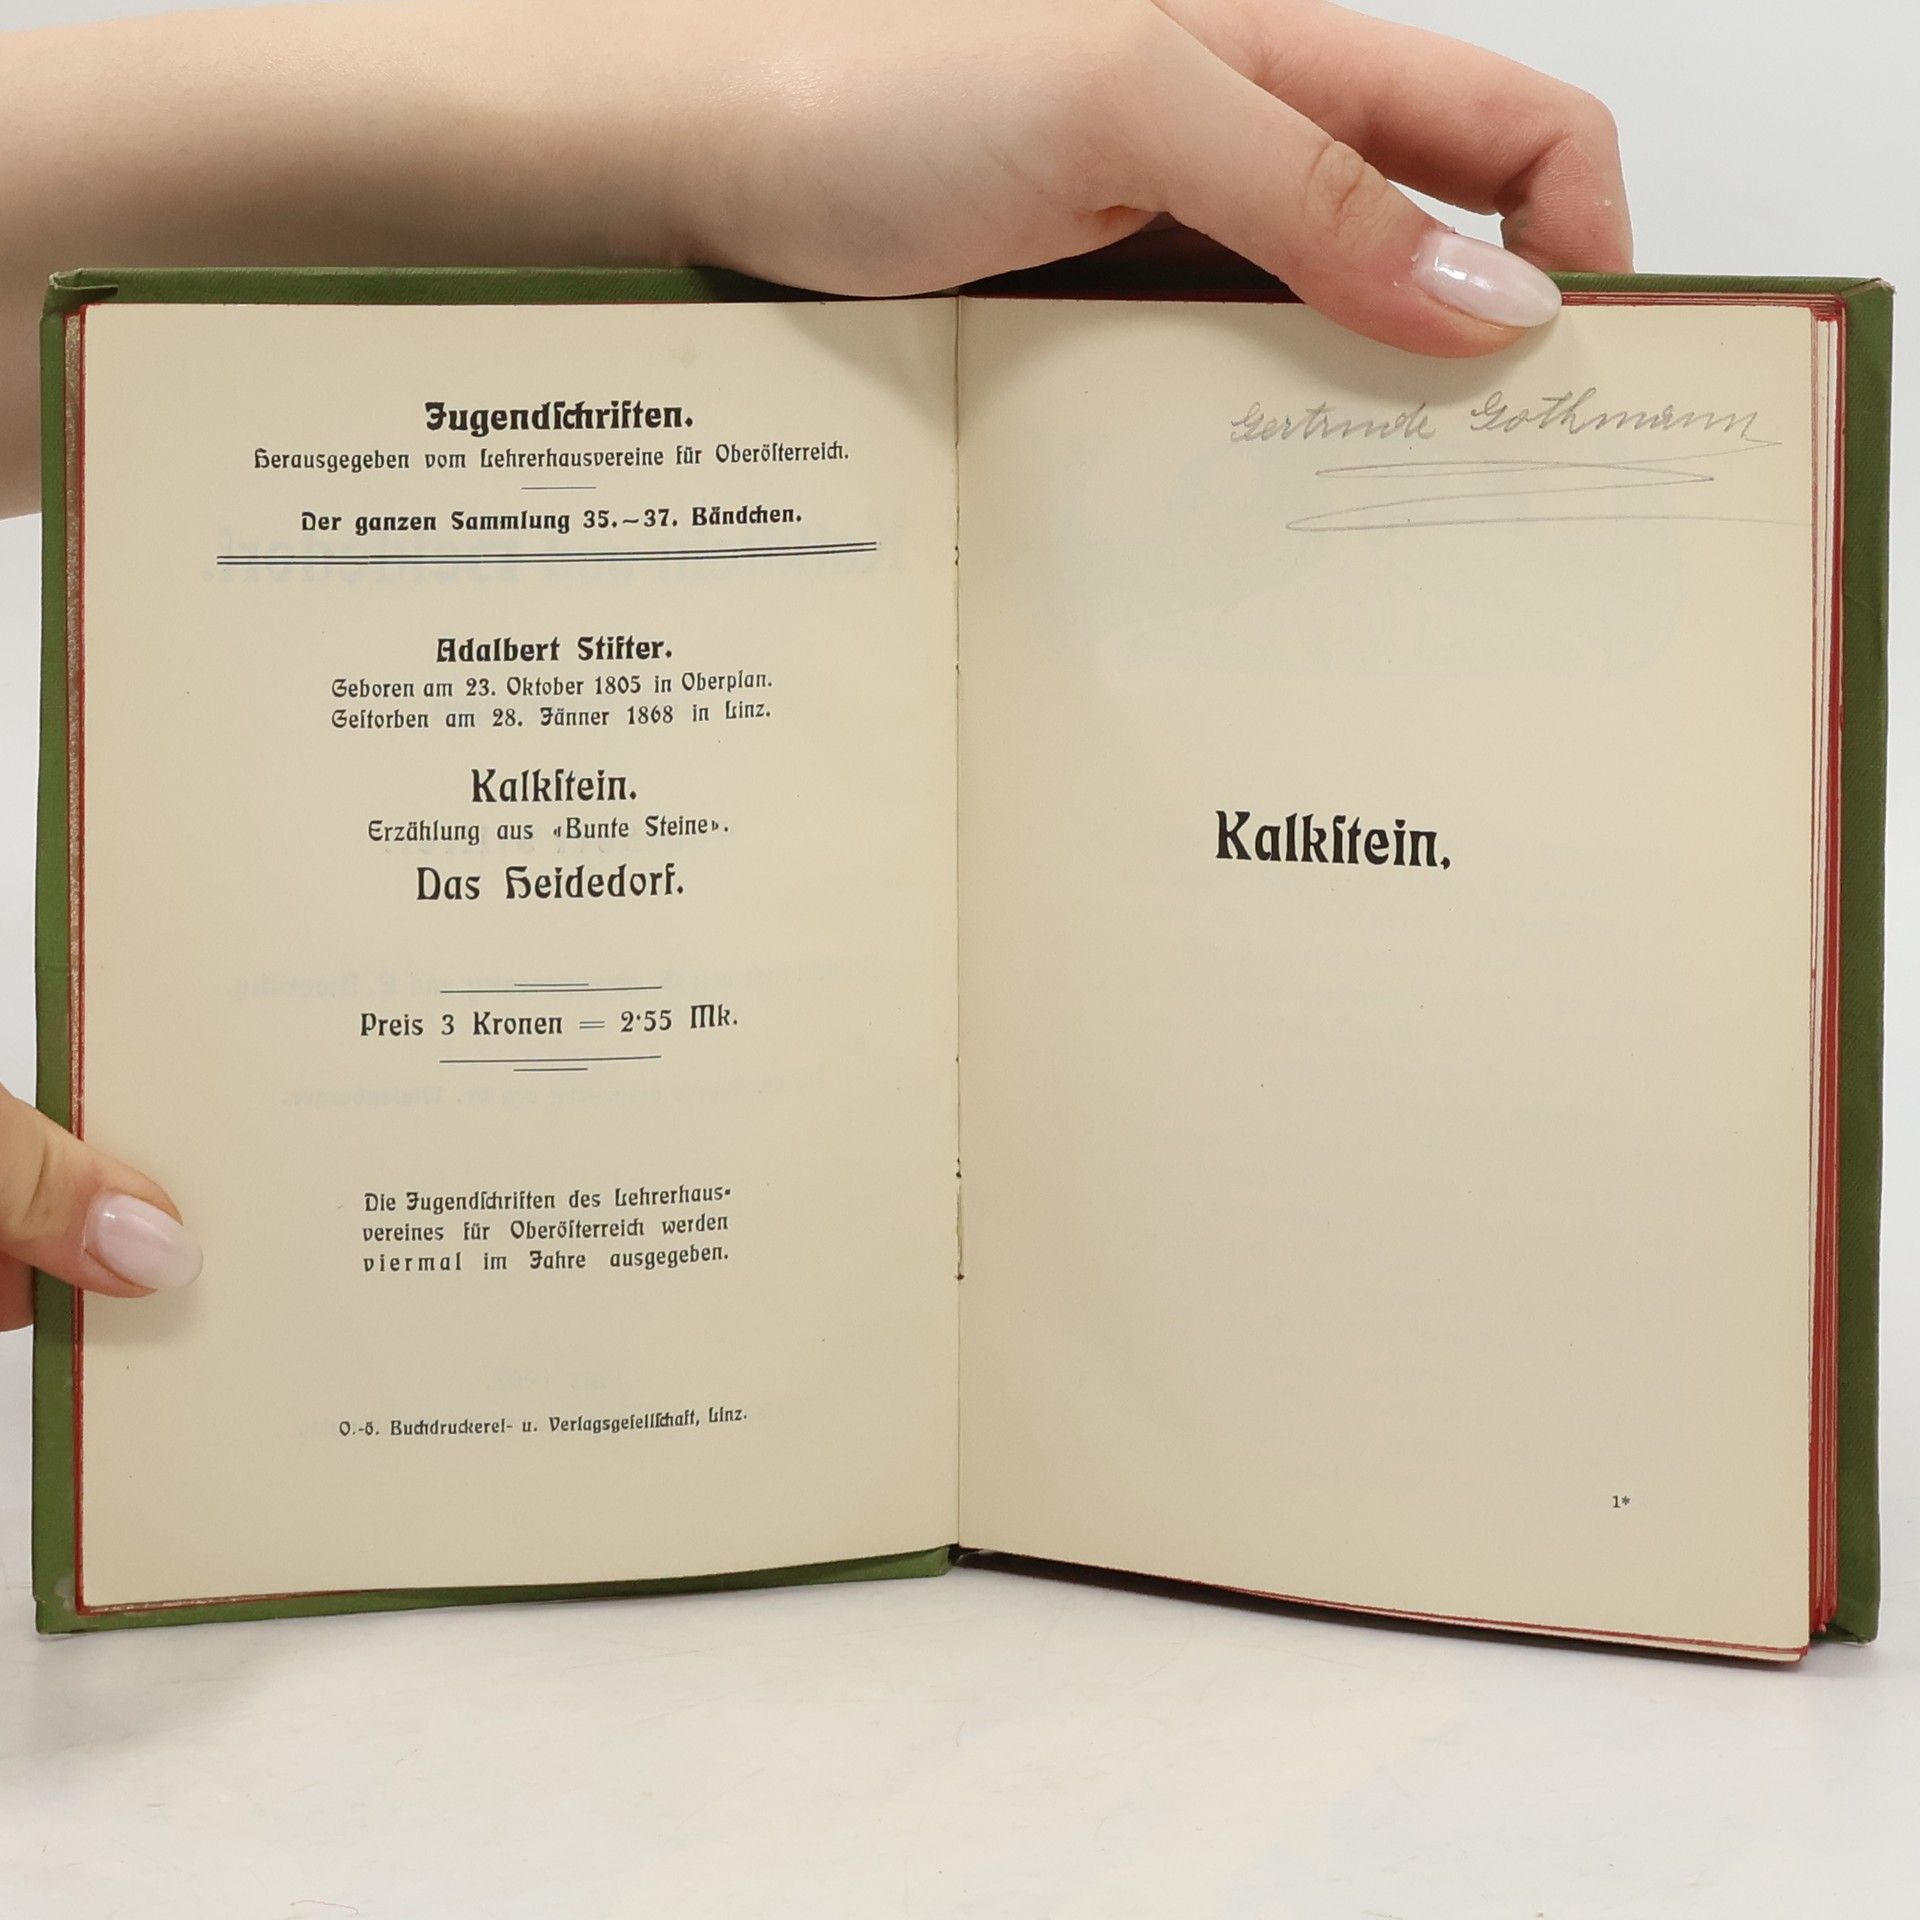 Jugendſchriften.
Herausgegeben vom Lehrerhausvereine für Oberöſterreich.
Der ganzen Sammlung 35.–37. Bändchen.
Adalbert Stifter.
Geboren am 23. Oktober 1805 in Oberplan.
Geſtorben am 28. Jänner 1868 in Linz.
Kalkſtein.
Erzählung aus «Bunte Steine».
Das Heidedorf.
Preis 3 Kronen = 2·55 Mk.
Die Jugendſchriften des Lehrerhaus-
vereines für Oberöſterreich werden
viermal im Jahre ausgegeben.
O.-ö. Buchdruckerei- u. Verlagsgeſellſchaft, Linz.
Gertrude Gothmann
Kalkſtein.
1*